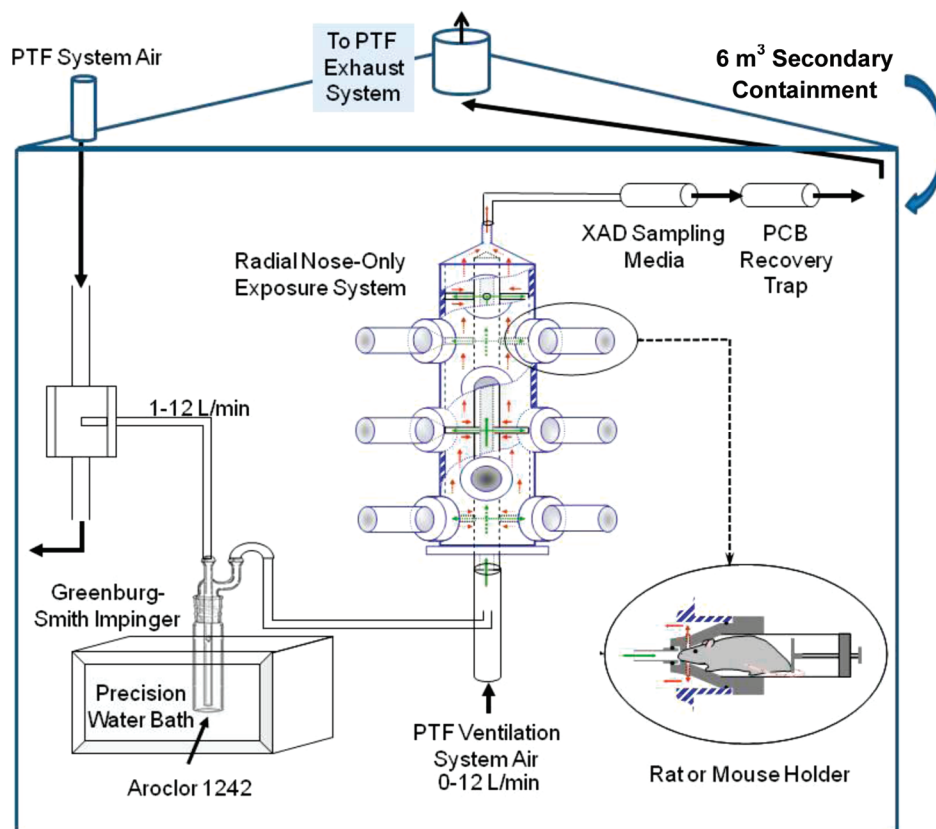 PTF System Air
To PTF
Exhaust
System
6 m³ Secondary
Containment
XAD Sampling
Media
PCB
Recovery
Trap
Radial Nose-Only
Exposure System
1-12 L/min
Greenburg-
Smith Impinger
Precision
Water Bath
Aroclor 1242
PTF Ventilation
System Air
0-12 L/min
Rat or Mouse Holder